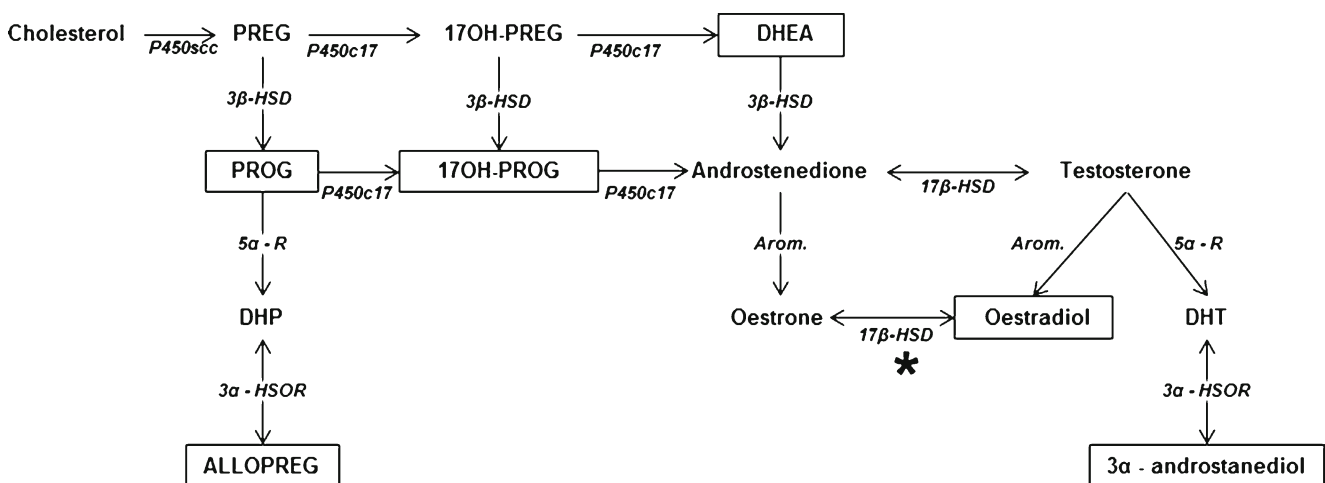 Cholesterol P450scc PREG P450c17 17OH-PREG P450c17 DHEA
3β-HSD 3β-HSD 3β-HSD
PROG P450c17 17OH-PROG P450c17 Androstenedione 17β-HSD Testosterone
5α - R Arom. Arom. 5α - R
DHP Oestrone 17β-HSD Oestradiol DHT
*
3α - HSOR 3α - HSOR
ALLOPREG 3α - androstanediol